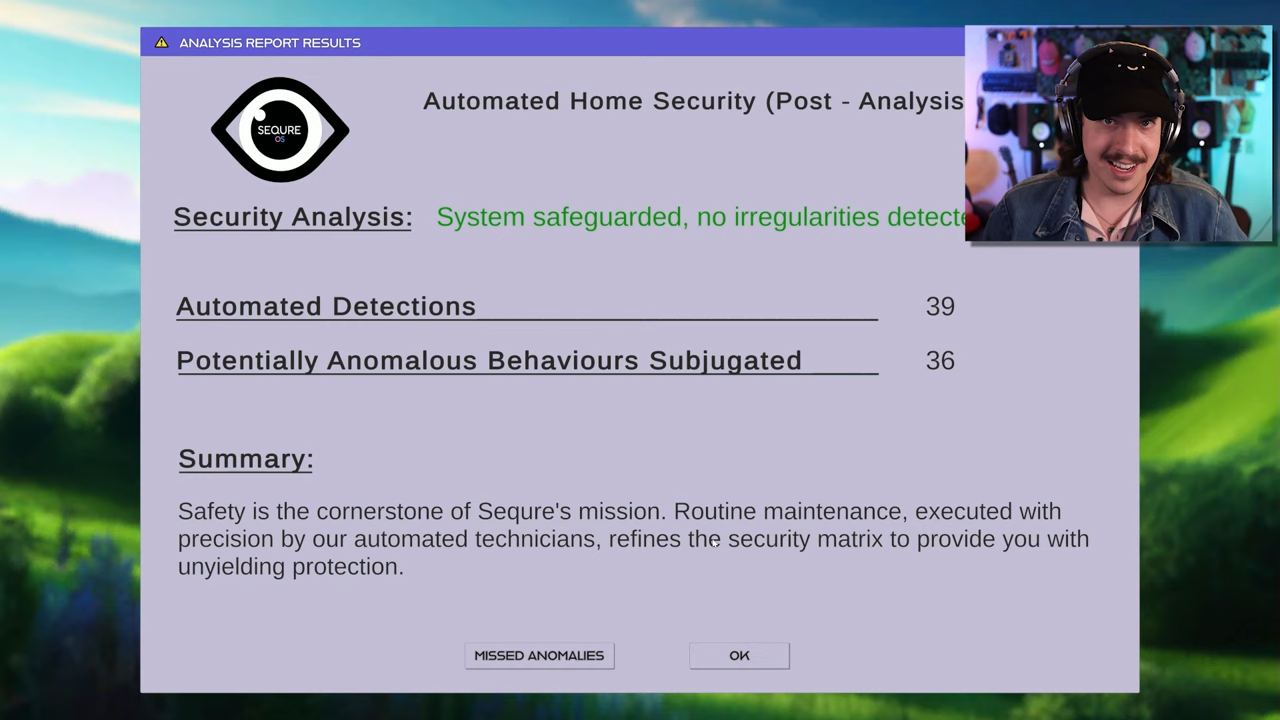 ANALYSIS REPORT RESULTS
SEQURE
OS
Automated Home Security (Post - Analysis
Security Analysis: System safeguarded, no irregularities
Automated Detections 39
Potentially Anomalous Behaviours Subjugated 36
Summary:
Safety is the cornerstone of Sequre's mission. Routine maintenance, executed with
precision by our automated technicians, refines the security matrix to provide you with
unyielding protection.
MISSED ANOMALIES OK